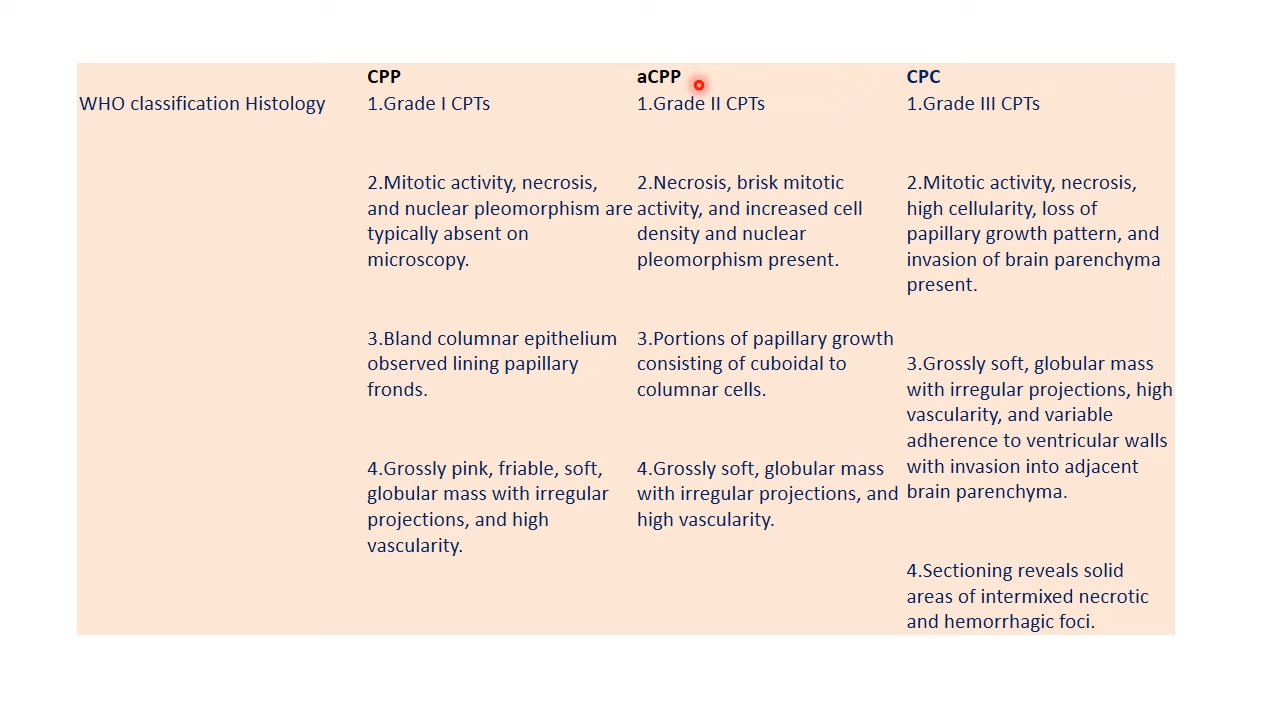 CPP
aCPP
CPC
WHO classification Histology
1.Grade I CPTs
1.Grade II CPTs
1.Grade III CPTs
2.Mitotic activity, necrosis,
and nuclear pleomorphism are
typically absent on
microscopy.
2.Necrosis, brisk mitotic
activity, and increased cell
density and nuclear
pleomorphism present.
2.Mitotic activity, necrosis,
high cellularity, loss of
papillary growth pattern, and
invasion of brain parenchyma
present.
3.Bland columnar epithelium
observed lining papillary
fronds.
3.Portions of papillary growth
consisting of cuboidal to
columnar cells.
3.Grossly soft, globular mass
with irregular projections, high
vascularity, and variable
adherence to ventricular walls
with invasion into adjacent
brain parenchyma.
4.Grossly pink, friable, soft,
globular mass with irregular
projections, and high
vascularity.
4.Grossly soft, globular mass
with irregular projections, and
high vascularity.
4.Sectioning reveals solid
areas of intermixed necrotic
and hemorrhagic foci.